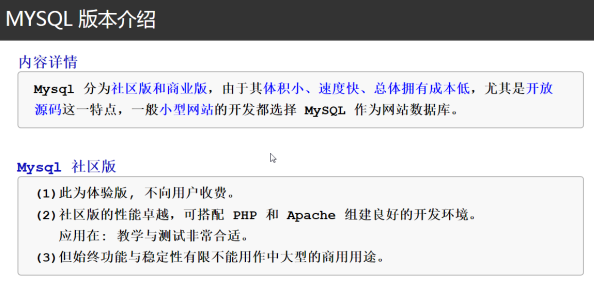 MYSQL 版本介绍
内容详情
Mysql 分为社区版和商业版，由于其体积小、速度快、总体拥有成本低，尤其是开放
源码这一特点，一般小型网站的开发都选择 MySQL 作为网站数据库。
Mysql 社区版
(1)此为体验版, 不向用户收费。
(2)社区版的性能卓越，可搭配 PHP 和 Apache 组建良好的开发环境。
应用在: 教学与测试非常合适。
(3)但始终功能与稳定性有限不能用作中大型的商用用途。